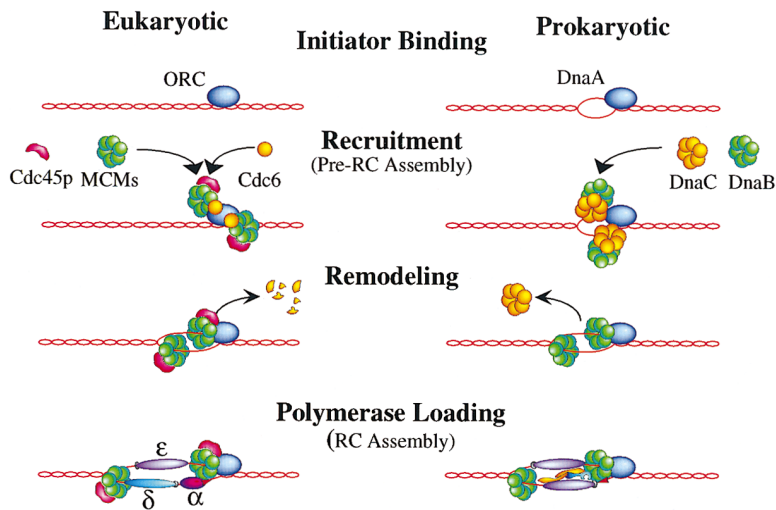 Eukaryotic
Initiator Binding
Prokaryotic
ORC
DnaA
Recruitment
(Pre-RC Assembly)
Cdc45p MCMs
Cdc6
DnaC
DnaB
Remodeling
Polymerase Loading
(RC Assembly)
ε
δ
α